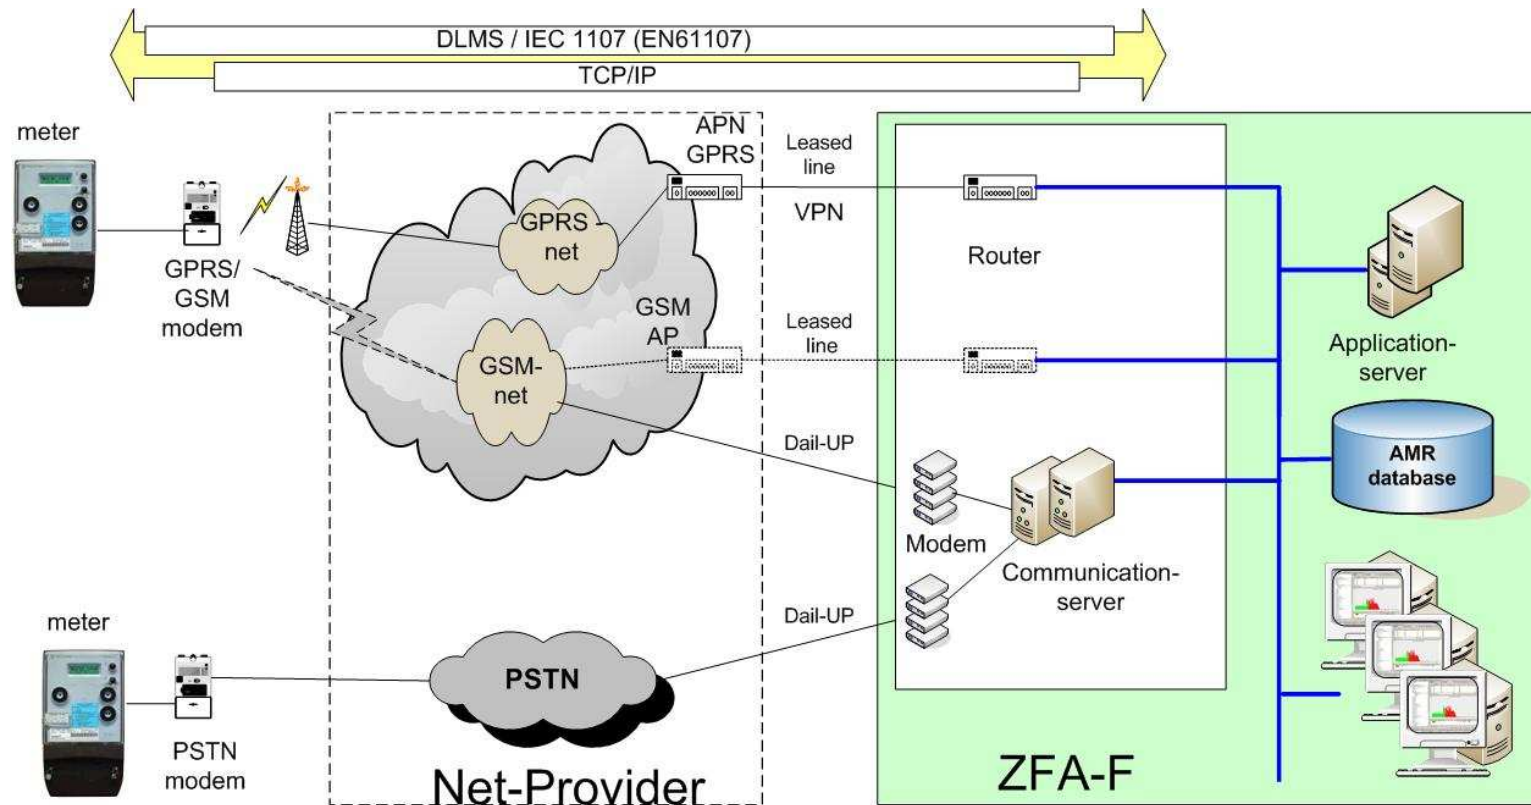 DLMS / IEC 1107 (EN61107)
TCP/IP
meter
GPRS/
GSM
modem
APN
GPRS
Leased
line
VPN
GPRS -
net
Router
GSM
AP
Leased
line
GSM-
net
Application-
server
Dail-UP
AMR
database
Modem
Communication-
server
Dail-UP
meter
PSTN
PSTN
modem
Net-Provider
ZFA-F